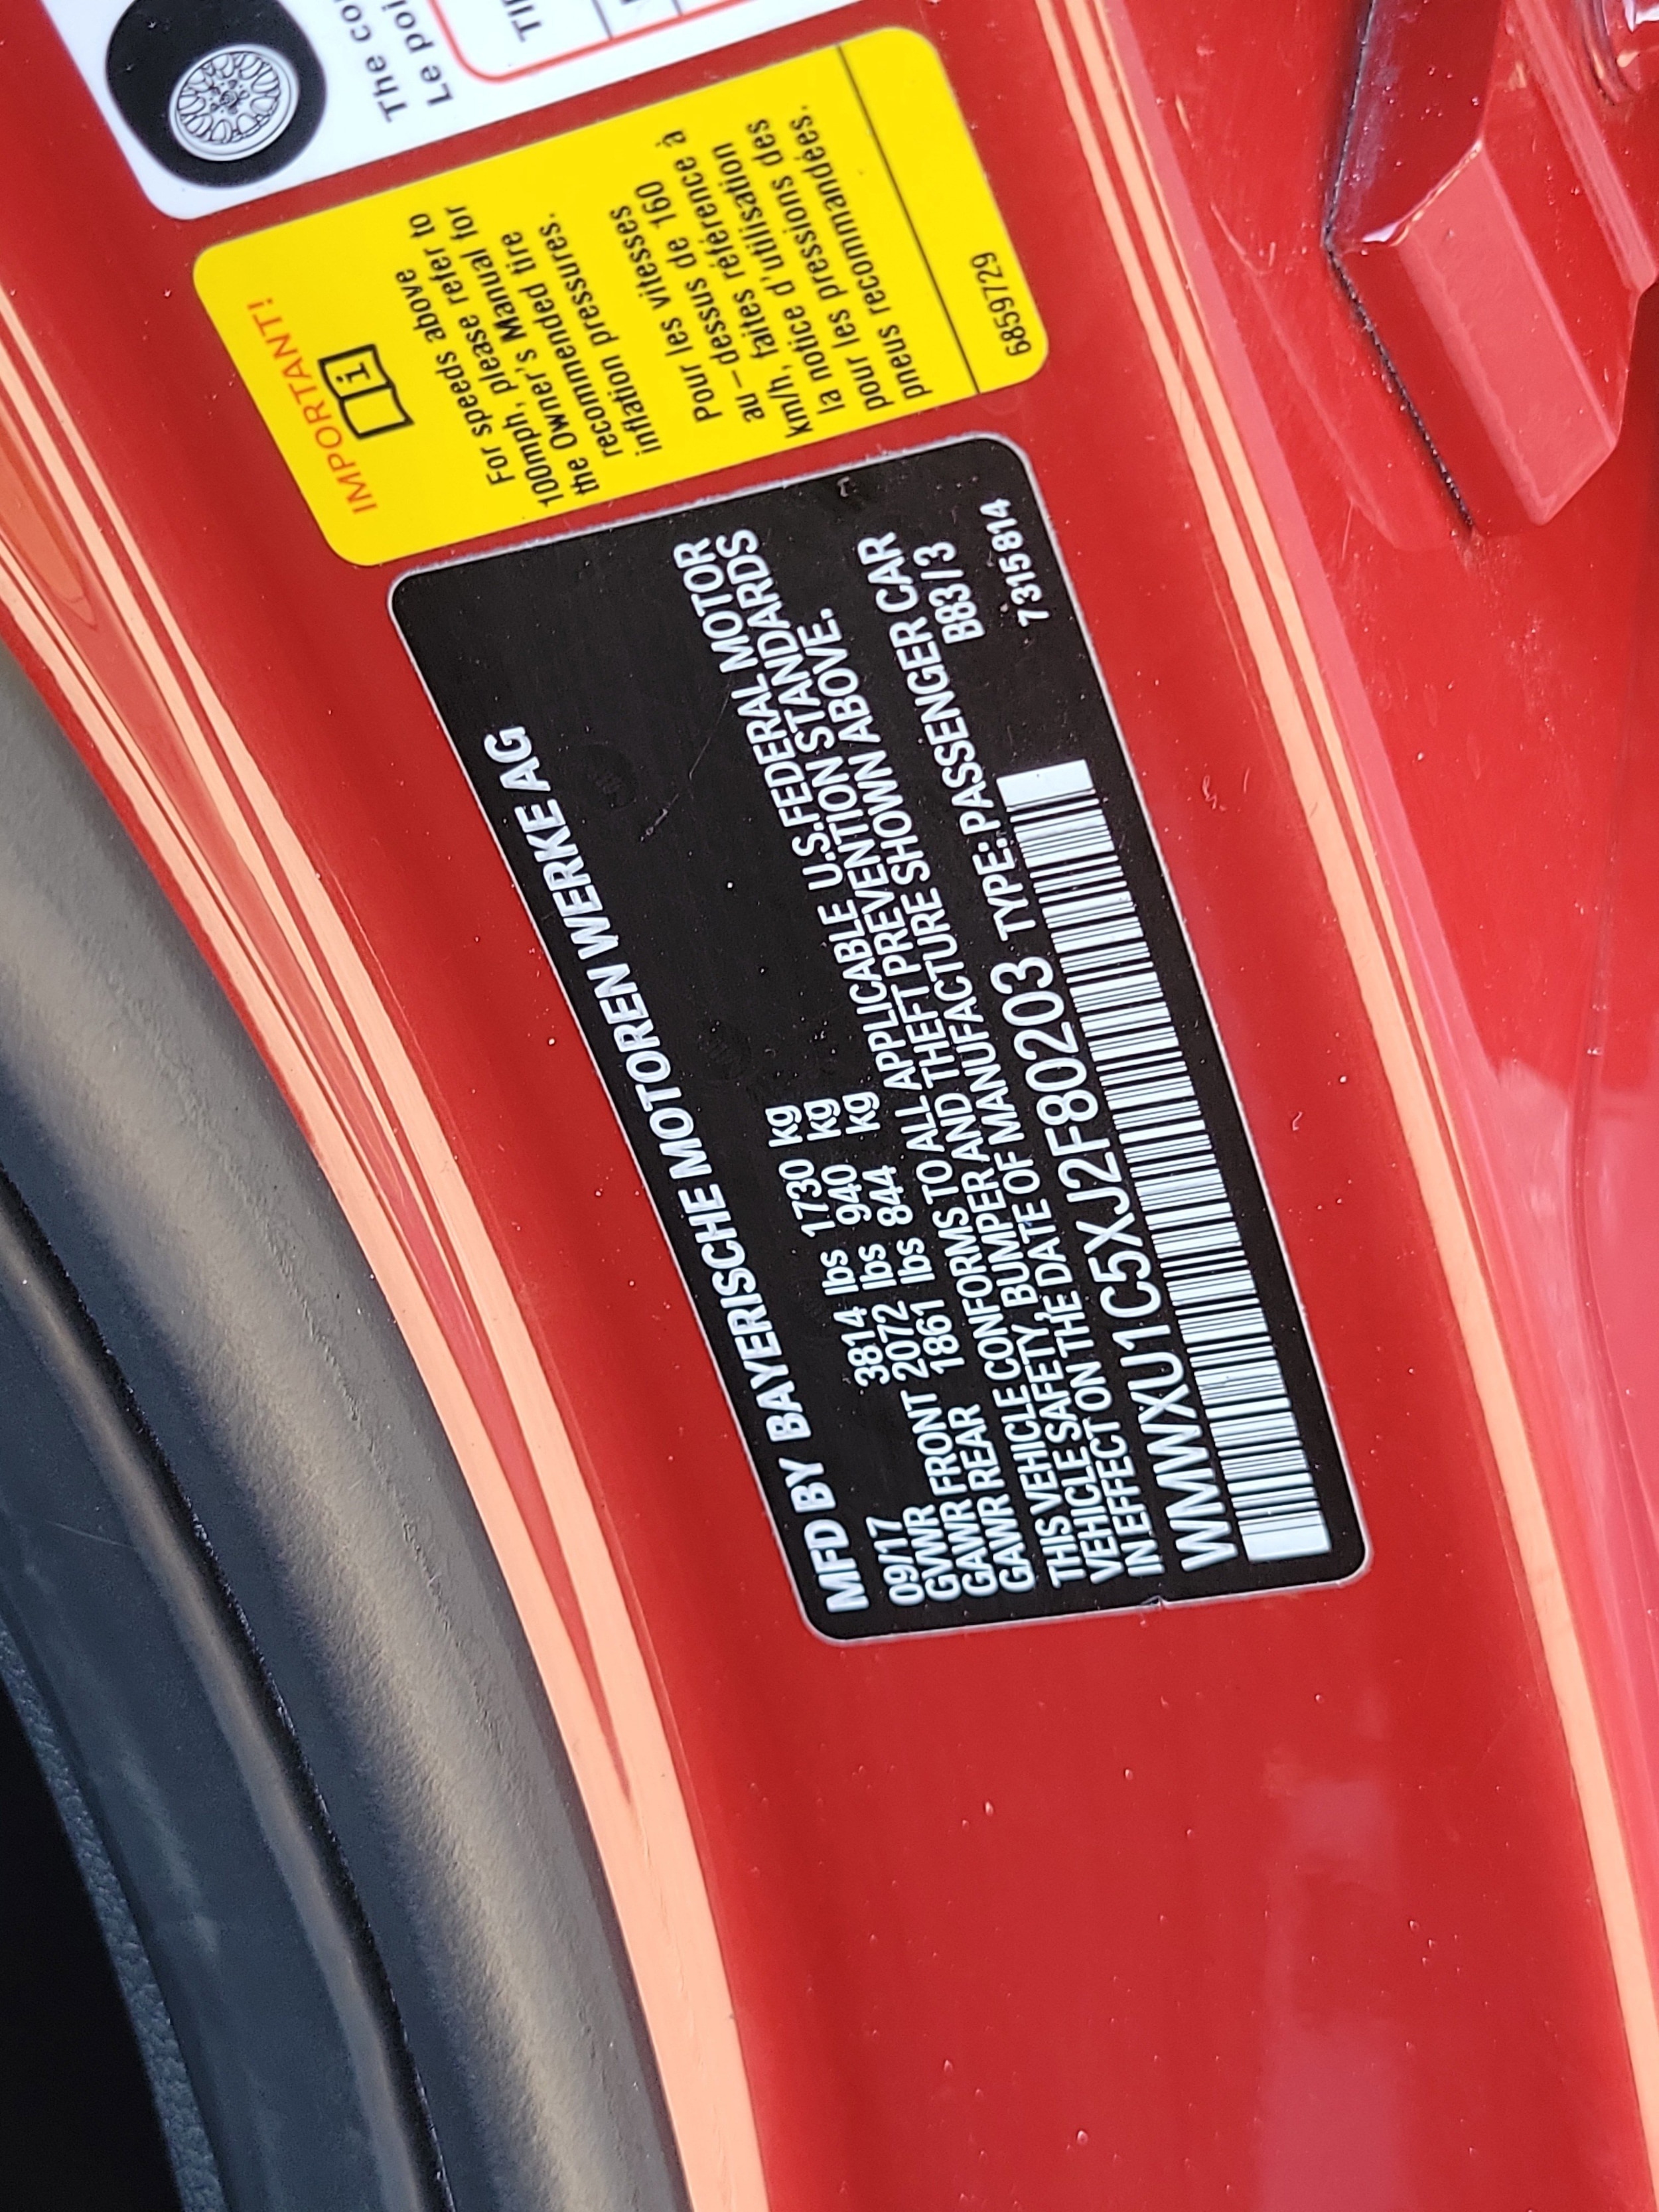 MFD BY BAYERISCHE MOTOREN WERKE AG
09/17
GVWR 3814 lbs 1730 kg
GAWR FRONT 2072 lbs 940 kg
GAWR REAR 1861 lbs 844 kg
THIS VEHICLE CONFORMS TO ALL APPLICABLE U.S.FEDERAL MOTOR
VEHICLE SAFETY, BUMPER AND THEFT PREVENTION STANDARDS
IN EFFECT ON THE DATE OF MANUFACTURE SHOWN ABOVE.
WMWXU1C5XJ2F80203 TYPE: PASSENGER CAR
B83/3
7315814
IMPORTANT!
For speeds above
100mph, please refer to
the Owner's Manual for
recommended tire
inflation pressures.
Pour les vitesses
au-dessus de 160
km/h, faites référence à
la notice d'utilisation
pour les pressions des
pneus recommandées.
6859729
The
Le